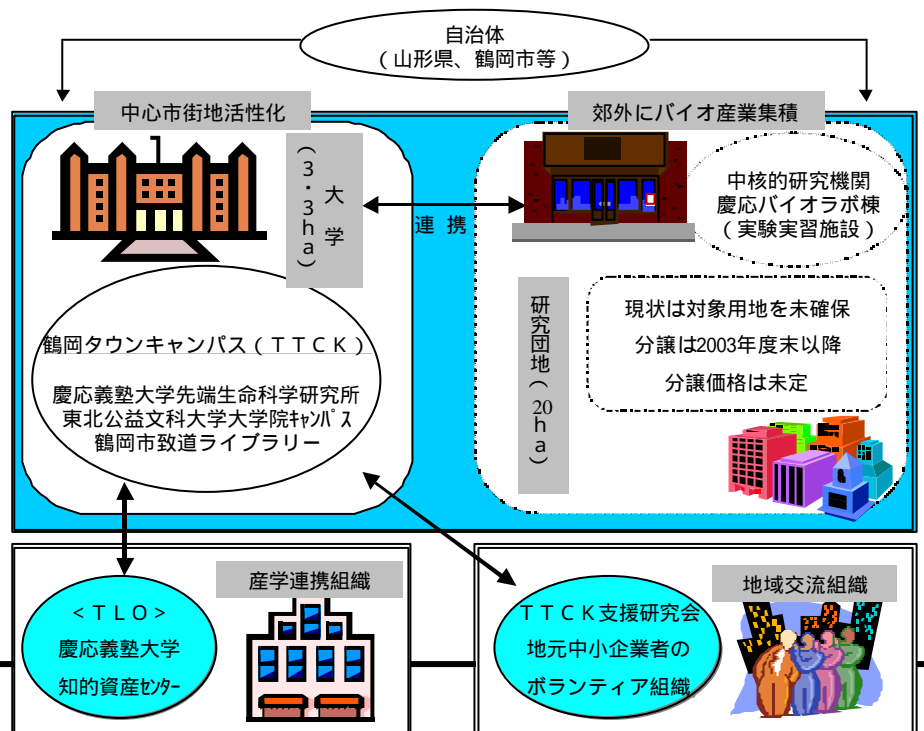 自治体
（山形県、鶴岡市等）
中心市街地活性化
郊外にバイオ産業集積
大学
（3・3ha）
連携
中核的研究機関
慶応バイオラボ棟
（実験実習施設）
鶴岡タウンキャンパス（ＴＴＣＫ）
慶応義塾大学先端生命科学研究所
東北公益文科大学大学院ｷｬﾝﾊﾟｽ
鶴岡市致道ライブラリー
研究団地（20ha）
現状は対象用地を未確保
分譲は2003年度末以降
分譲価格は未定
産学連携組織
＜ＴＬＯ＞
慶応義塾大学
知的資産ｾﾝﾀｰ
地域交流組織
ＴＴＣＫ支援研究会
地元中小企業者の
ボランティア組織